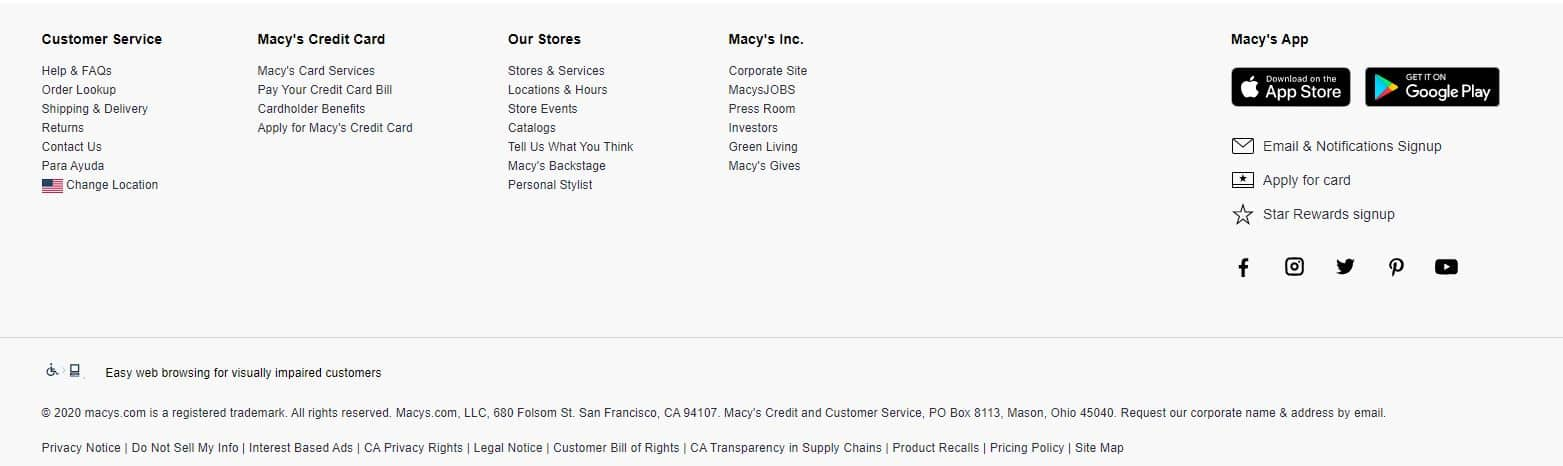 Customer Service
Help & FAQs
Order Lookup
Shipping & Delivery
Returns
Contact Us
Para Ayuda
Change Location
Macy's Credit Card
Macy's Card Services
Pay Your Credit Card Bill
Cardholder Benefits
Apply for Macy's Credit Card
Our Stores
Stores & Services
Locations & Hours
Store Events
Catalogs
Tell Us What You Think
Macy's Backstage
Personal Stylist
Macy's Inc.
Corporate Site
MacysJOBS
Press Room
Investors
Green Living
Macy's Gives
Macy's App
Download on the
App Store
GET IT ON
Google Play
Email & Notifications Signup
Apply for card
Star Rewards signup
Easy web browsing for visually impaired customers
© 2020 macys.com is a registered trademark. All rights reserved. Macys.com, LLC, 680 Folsom St. San Francisco, CA 94107. Macy's Credit and Customer Service, PO Box 8113, Mason, Ohio 45040. Request our corporate name & address by email.
Privacy Notice | Do Not Sell My Info | Interest Based Ads | CA Privacy Rights | Legal Notice | Customer Bill of Rights | CA Transparency in Supply Chains | Product Recalls | Pricing Policy | Site Map